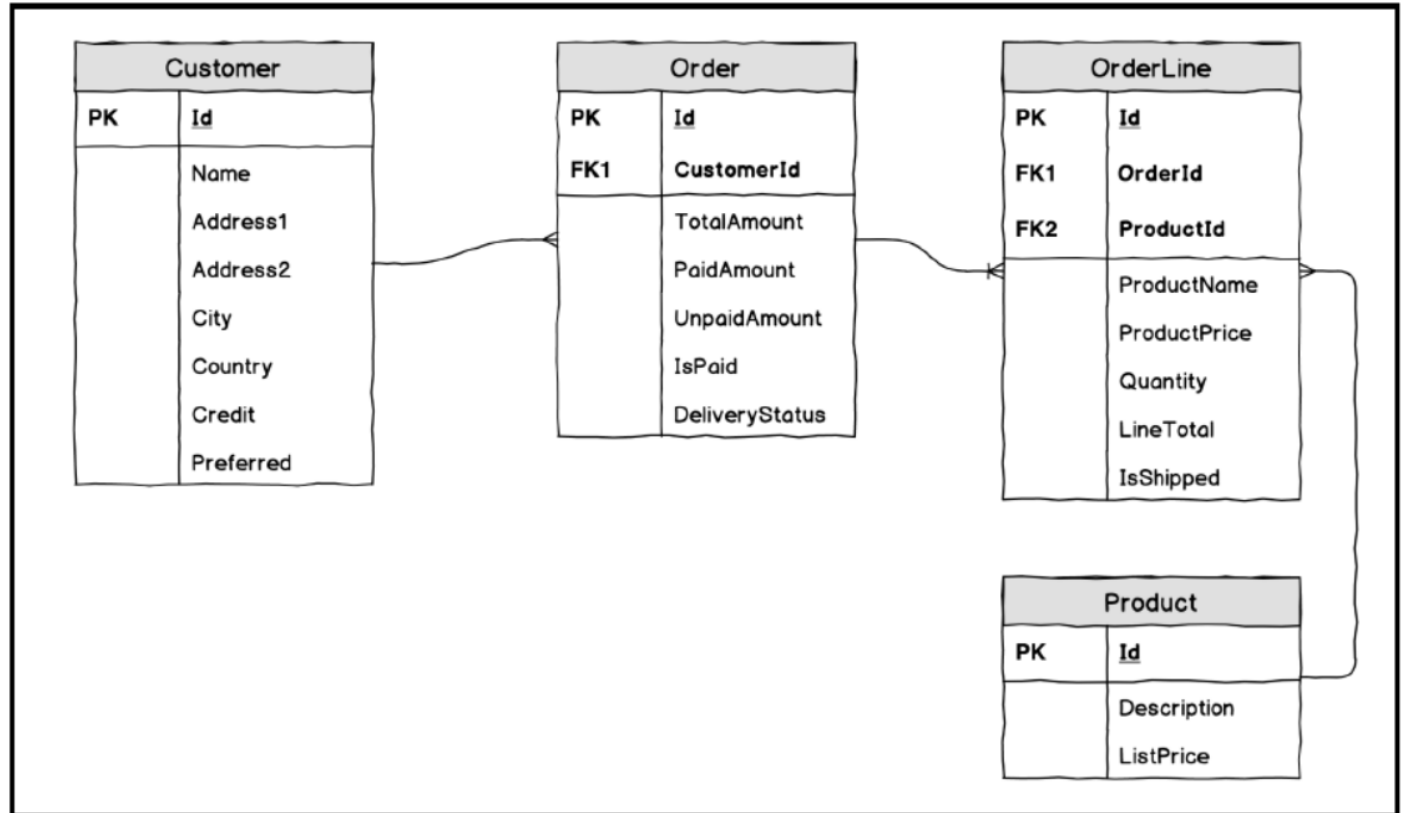 Customer
PK Id
Name
Address1
Address2
City
Country
Credit
Preferred
Order
PK Id
FK1 CustomerId
TotalAmount
PaidAmount
UnpaidAmount
IsPaid
DeliveryStatus
OrderLine
PK Id
FK1 OrderId
FK2 ProductId
ProductName
ProductPrice
Quantity
LineTotal
IsShipped
Product
PK Id
Description
ListPrice